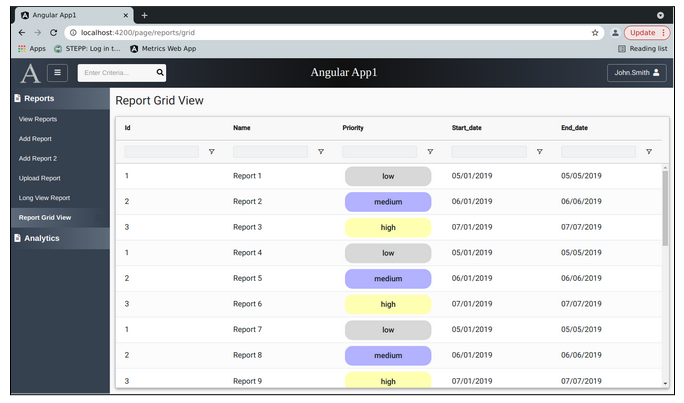 Angular App1
localhost:4200/page/reports/grid
Update
Apps STEPP: Log in t... Metrics Web App Reading list
A Enter Criteria... Angular App1 John.Smith
Reports
View Reports
Add Report
Add Report 2
Upload Report
Long View Report
Report Grid View
Analytics
Report Grid View
Id Name Priority Start_date End_date
1 Report 1 low 05/01/2019 05/05/2019
2 Report 2 medium 06/01/2019 06/06/2019
3 Report 3 high 07/01/2019 07/07/2019
1 Report 4 low 05/01/2019 05/05/2019
2 Report 5 medium 06/01/2019 06/06/2019
3 Report 6 high 07/01/2019 07/07/2019
1 Report 7 low 05/01/2019 05/05/2019
2 Report 8 medium 06/01/2019 06/06/2019
3 Report 9 high 07/01/2019 07/07/2019